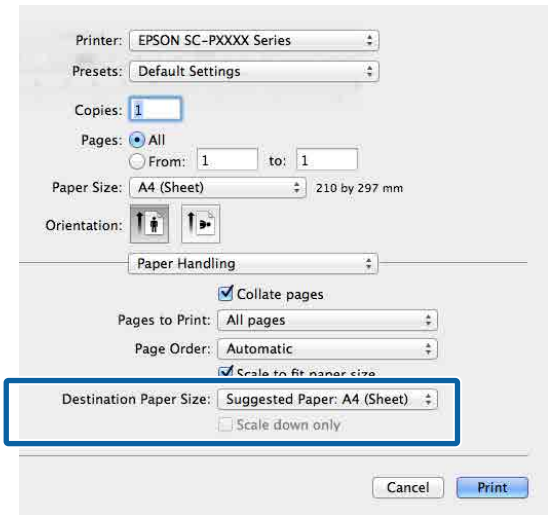 Printer: EPSON SC-PXXXX Series
Presets: Default Settings
Copies: 1
Pages: All
From: 1 to: 1
Paper Size: A4 (Sheet) 210 by 297 mm
Orientation:
Paper Handling
Collate pages
Pages to Print: All pages
Page Order: Automatic
Scale to fit paper size
Destination Paper Size: Suggested Paper: A4 (Sheet)
Scale down only
Cancel Print